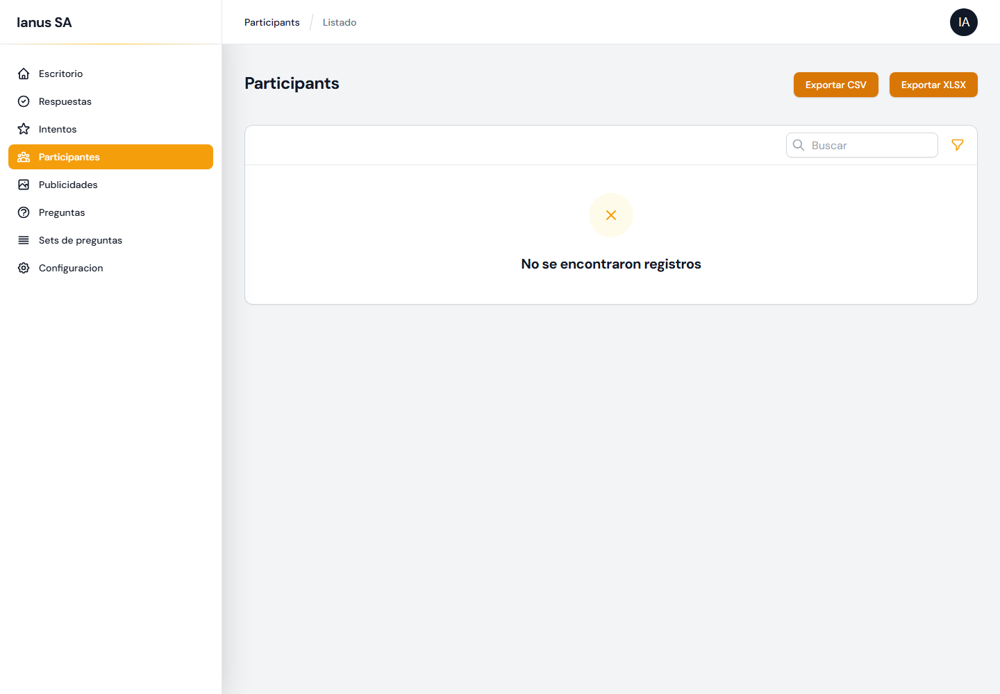 Ianus SA
Participants / Listado
IA
Escritorio
Respuestas
Intentos
Participantes
Publicidades
Preguntas
Sets de preguntas
Configuracion
Participants
Exportar CSV
Exportar XLSX
Buscar
No se encontraron registros